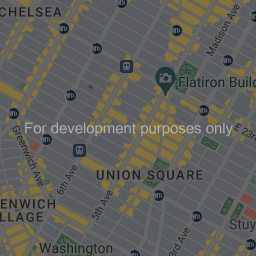 CHELSEA
Madison Ave
Flatiron Build
For development purposes only
E 23r
Greenwich Ave
6th Ave
UNION SQUARE
5th Ave
ENWICH
LLAGE
Stuy
3rd Ave
Washington